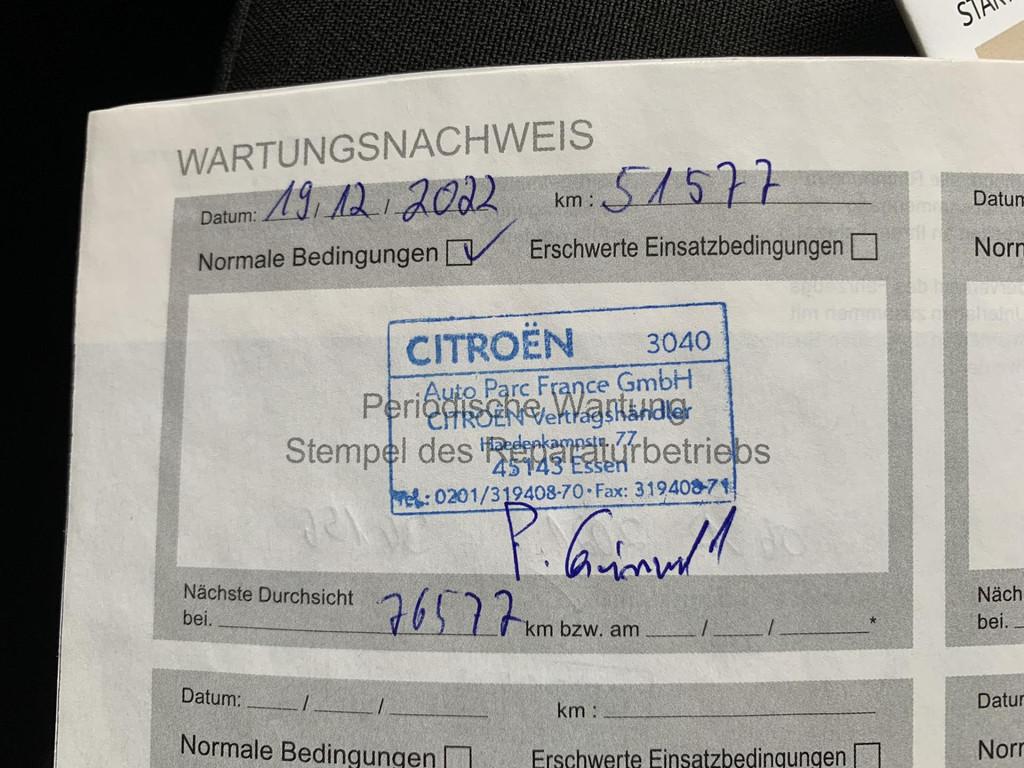 START
WARTUNGSNACHWEIS
Datum: 19/12/2022 km : 51577
Normale Bedingungen ✓ Erschwerte Einsatzbedingungen
CITROËN 3040
Auto Parc France GmbH
Periodische Wartung
CITROËN Vertragshändler
Haedenkampstr. 77
Stempel des Reparaturbetriebs
45143 Essen
Tel.: 0201/319408-70 · Fax: 319408-71
P.
Nächste Durchsicht
bei. 76577 km bzw. am / / *
Datum: / / km :
Normale Bedingungen Erschwerte Einsatzbedingungen
Datum
Norm
Näch
bei.
Datum
Norm